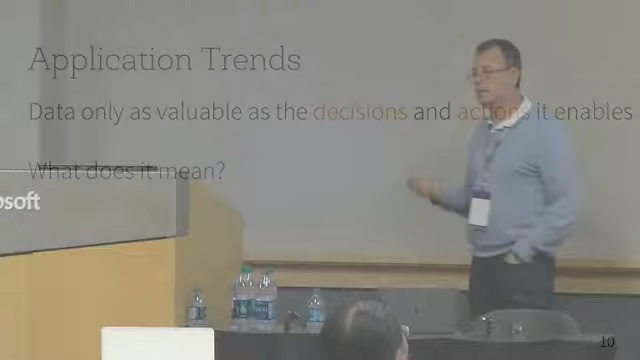 Application Trends
Data only as valuable as the decisions and actions it enables
What does it mean?
osoft
10